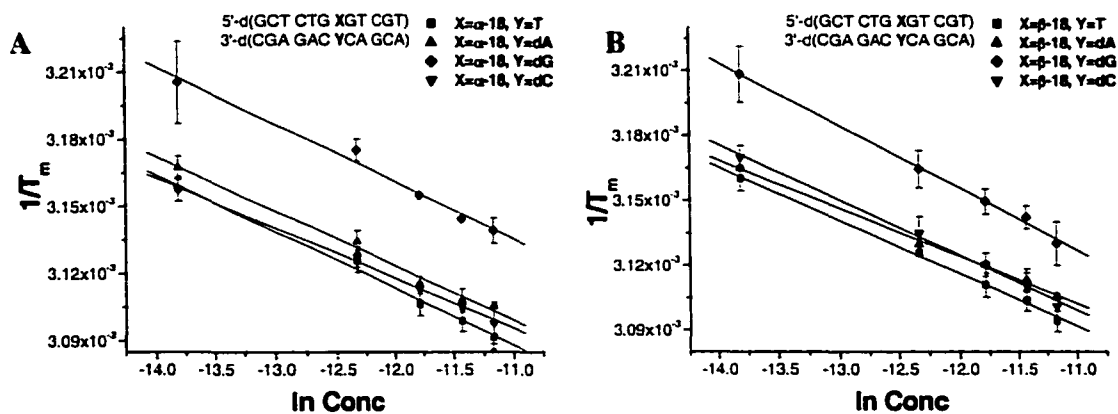 A
5'-d(GCT CTG XGT CGT)
3'-d(CGA GAC YCA GCA)
X=α-18, Y=T
X=α-18, Y=dA
X=α-18, Y=dG
X=α-18, Y=dC
3.21x10⁻³
3.18x10⁻³
3.15x10⁻³
3.12x10⁻³
3.09x10⁻³
1/Tₘ
-14.0 -13.5 -13.0 -12.5 -12.0 -11.5 -11.0
ln Conc
B
5'-d(GCT CTG XGT CGT)
3'-d(CGA GAC YCA GCA)
X=β-18, Y=T
X=β-18, Y=dA
X=β-18, Y=dG
X=β-18, Y=dC
3.21x10⁻³
3.18x10⁻³
3.15x10⁻³
3.12x10⁻³
3.09x10⁻³
1/Tₘ
-14.0 -13.5 -13.0 -12.5 -12.0 -11.5 -11.0
ln Conc